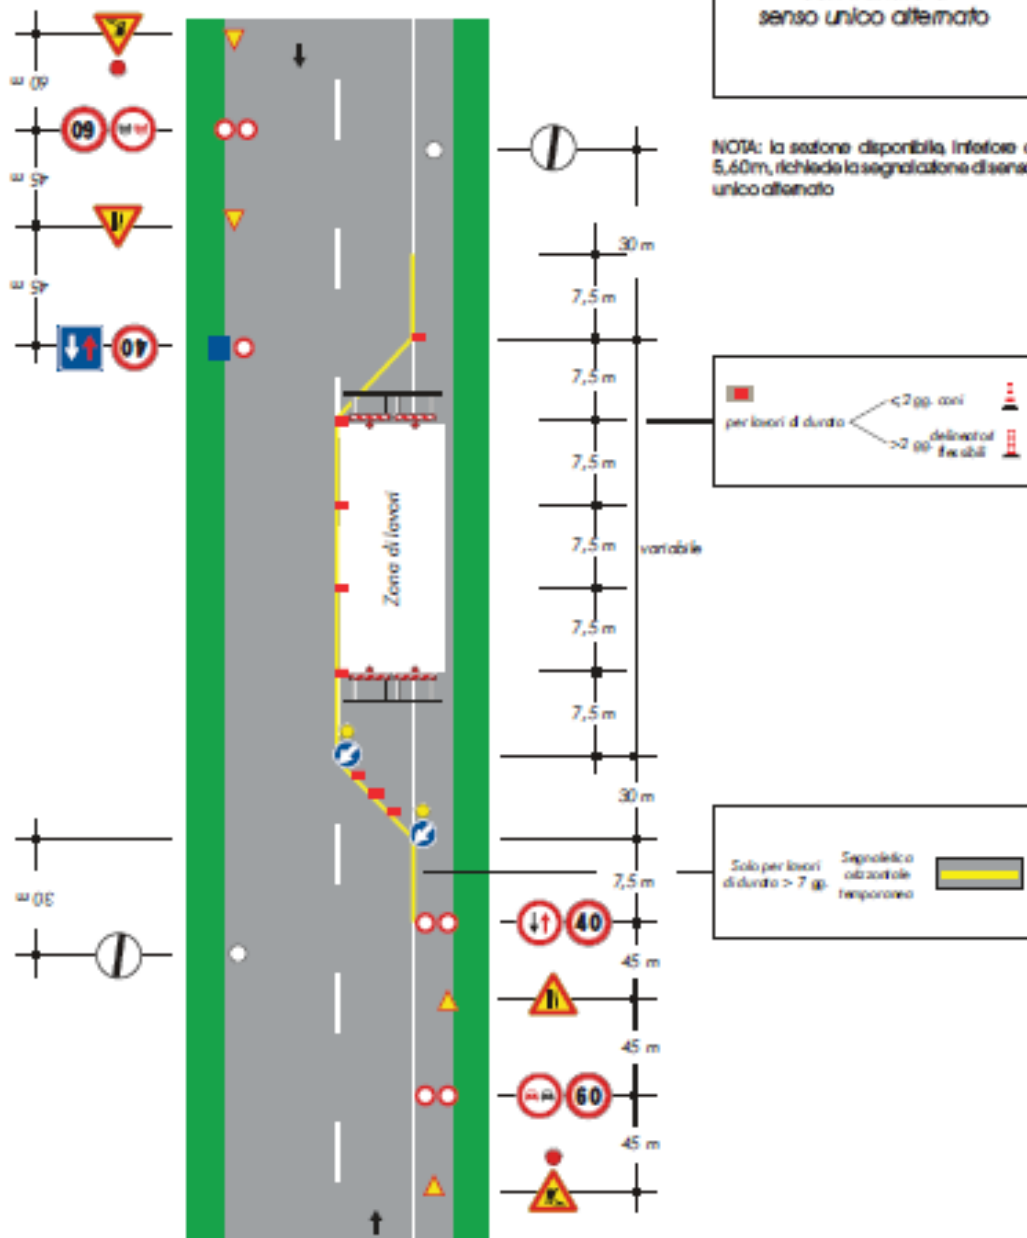 senso unico alternato
NOTA: la sezione disponibile, inferiore
5,60m, richiede la segnalazione di senso
unico alternato
60 m
60
45 m
45 m
40
30 m
7,5 m
7,5 m
7,5 m
7,5 m
7,5 m
7,5 m
variabile
Zona di lavori
per lavori di durata
<2 gg. coni
>2 gg. delineatori
flessibili
30 m
7,5 m
Solo per lavori
di durata > 7 gg.
Segnaletica
orizzontale
temporanea
30 m
40
45 m
45 m
60
45 m